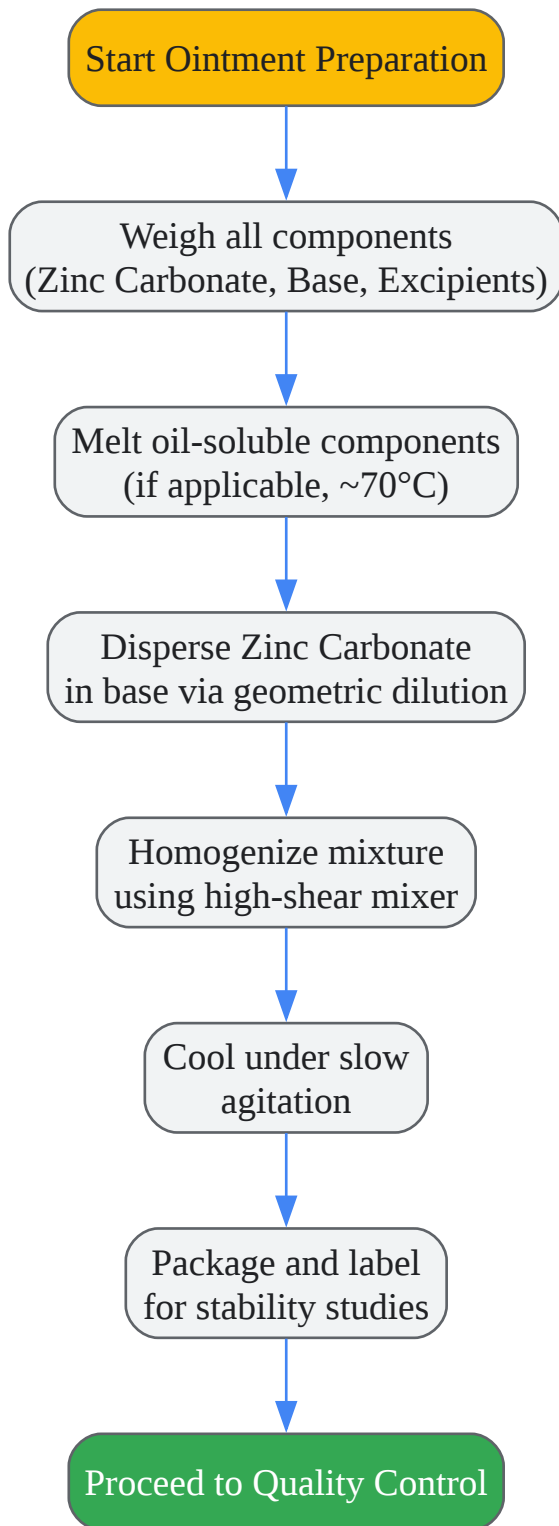 Start Ointment Preparation
Weigh all components
(Zinc Carbonate, Base, Excipients)
Melt oil-soluble components
(if applicable, ~70°C)
Disperse Zinc Carbonate
in base via geometric dilution
Homogenize mixture
using high-shear mixer
Cool under slow
agitation
Package and label
for stability studies
Proceed to Quality Control